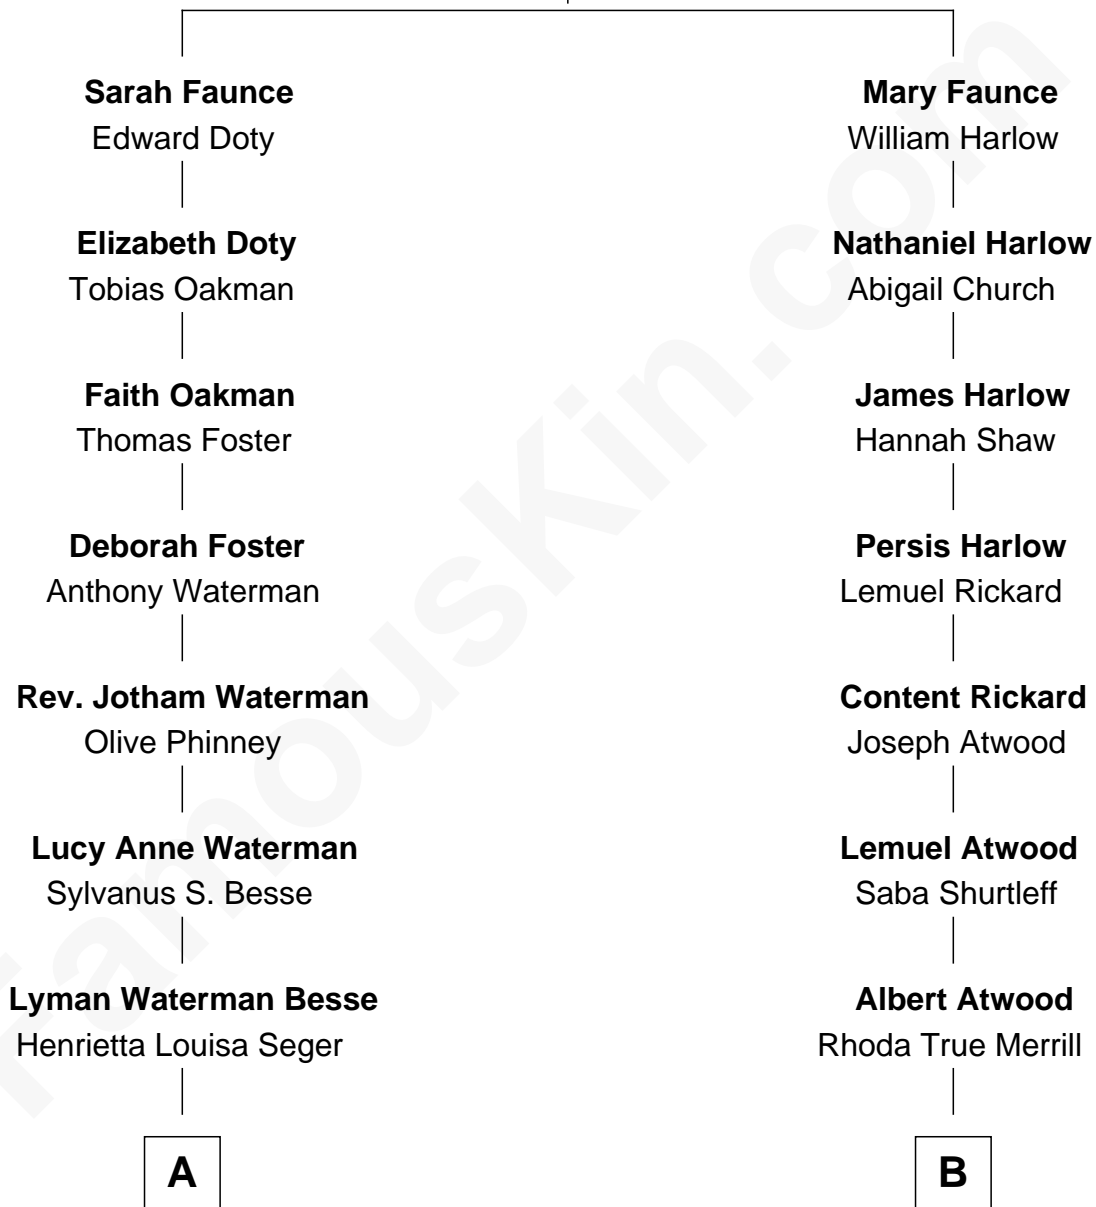 Sarah Faunce
Edward Doty
Elizabeth Doty
Tobias Oakman
Faith Oakman
Thomas Foster
Deborah Foster
Anthony Waterman
Rev. Jotham Waterman
Olive Phinney
Lucy Anne Waterman
Sylvanus S. Besse
Lyman Waterman Besse
Henrietta Louisa Seger
A
Mary Faunce
William Harlow
Nathaniel Harlow
Abigail Church
James Harlow
Hannah Shaw
Persis Harlow
Lemuel Rickard
Content Rickard
Joseph Atwood
Lemuel Atwood
Saba Shurtleff
Albert Atwood
Rhoda True Merrill
B
FamousKin.com